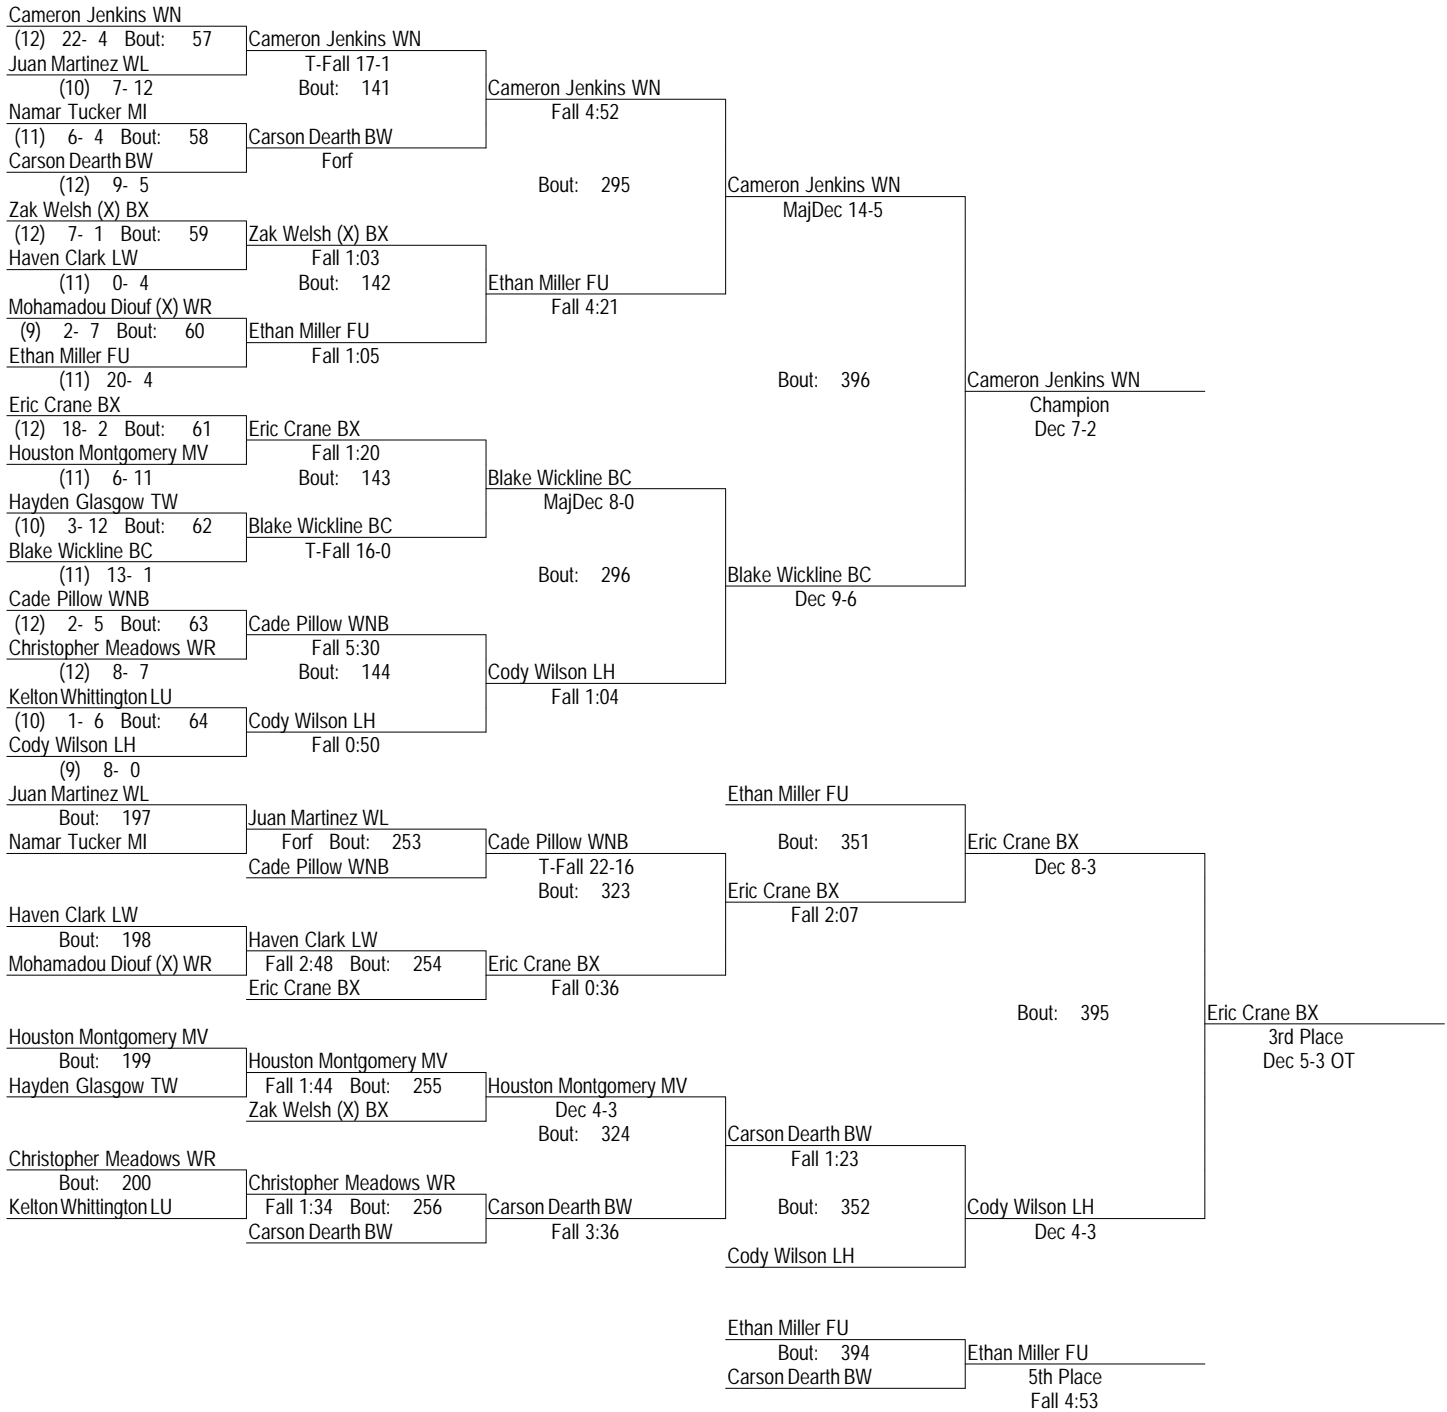 Cameron Jenkins WN
(12) 22- 4 Bout: 57 Cameron Jenkins WN
Juan Martinez WL T-Fall 17-1
(10) 7- 12 Bout: 141 Cameron Jenkins WN
Namar Tucker MI Fall 4:52
(11) 6- 4 Bout: 58 Carson Dearth BW
Carson Dearth BW Forf
(12) 9- 5 Bout: 295 Cameron Jenkins WN
Zak Welsh (X) BX MajDec 14-5
(12) 7- 1 Bout: 59 Zak Welsh (X) BX
Haven Clark LW Fall 1:03
(11) 0- 4 Bout: 142 Ethan Miller FU
Mohamadou Diouf (X) WR Fall 4:21
(9) 2- 7 Bout: 60 Ethan Miller FU
Ethan Miller FU Fall 1:05
(11) 20- 4 Bout: 396 Cameron Jenkins WN
Eric Crane BX Champion
(12) 18- 2 Bout: 61 Eric Crane BX Dec 7-2
Houston Montgomery MV Fall 1:20
(11) 6- 11 Bout: 143 Blake Wickline BC
Hayden Glasgow TW MajDec 8-0
(10) 3- 12 Bout: 62 Blake Wickline BC
Blake Wickline BC T-Fall 16-0
(11) 13- 1 Bout: 296 Blake Wickline BC
Cade Pillow WNB Dec 9-6
(12) 2- 5 Bout: 63 Cade Pillow WNB
Christopher Meadows WR Fall 5:30
(12) 8- 7 Bout: 144 Cody Wilson LH
Kelton Whittington LU Fall 1:04
(10) 1- 6 Bout: 64 Cody Wilson LH
Cody Wilson LH Fall 0:50
(9) 8- 0
Juan Martinez WL Ethan Miller FU
Bout: 197 Juan Martinez WL
Namar Tucker MI Forf Bout: 253 Cade Pillow WNB Bout: 351 Eric Crane BX
Cade Pillow WNB T-Fall 22-16 Dec 8-3
Bout: 323 Eric Crane BX
Haven Clark LW Fall 2:07
Bout: 198 Haven Clark LW
Mohamadou Diouf (X) WR Fall 2:48 Bout: 254 Eric Crane BX
Eric Crane BX Fall 0:36
Bout: 395 Eric Crane BX
Houston Montgomery MV 3rd Place
Bout: 199 Houston Montgomery MV Dec 5-3 OT
Hayden Glasgow TW Fall 1:44 Bout: 255 Houston Montgomery MV
Zak Welsh (X) BX Dec 4-3
Bout: 324 Carson Dearth BW
Christopher Meadows WR Fall 1:23
Bout: 200 Christopher Meadows WR
Kelton Whittington LU Fall 1:34 Bout: 256 Carson Dearth BW Bout: 352 Cody Wilson LH
Carson Dearth BW Fall 3:36 Dec 4-3
Cody Wilson LH
Ethan Miller FU
Bout: 394 Ethan Miller FU
Carson Dearth BW 5th Place
Fall 4:53